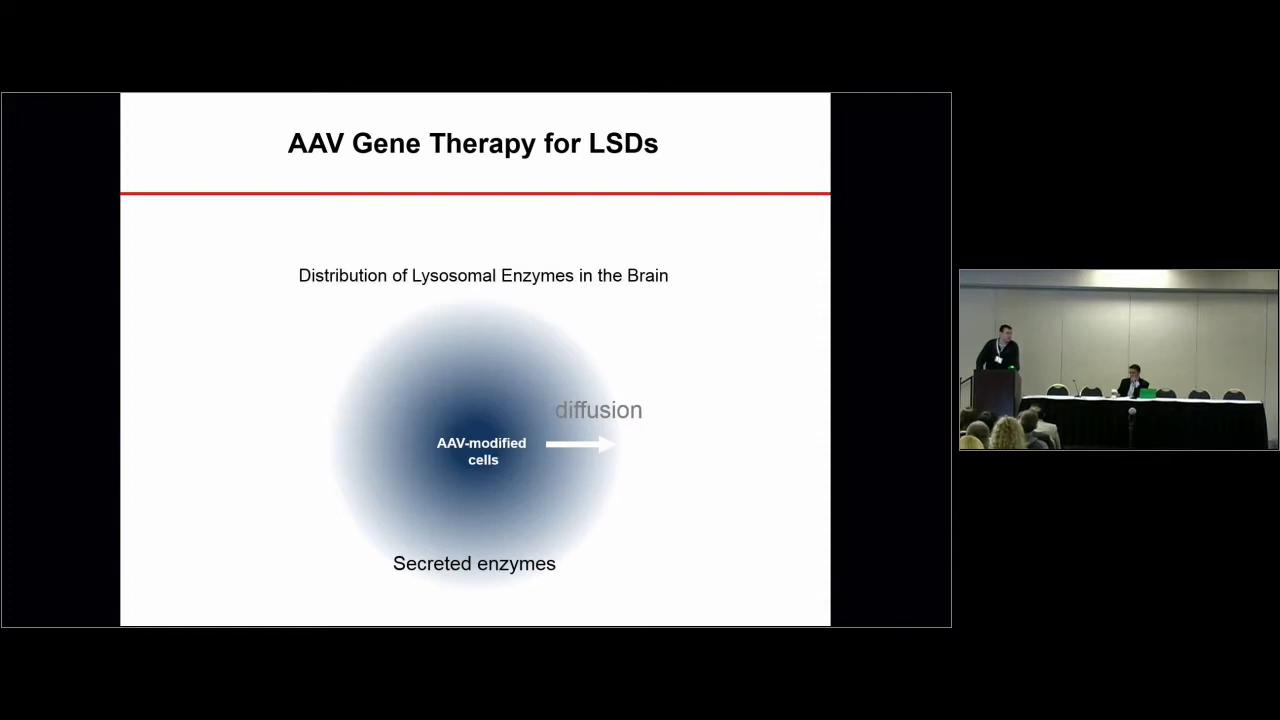 AAV Gene Therapy for LSDs
Distribution of Lysosomal Enzymes in the Brain
diffusion
AAV-modified
cells
Secreted enzymes